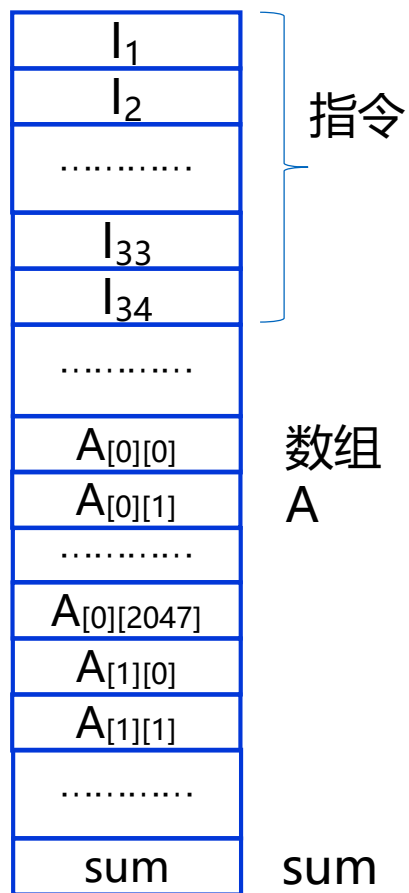 I1
I2
…………
指令
I33
I34
…………
A[0][0]
数组
A[0][1]
A
…………
A[0][2047]
A[1][0]
A[1][1]
…………
sum
sum